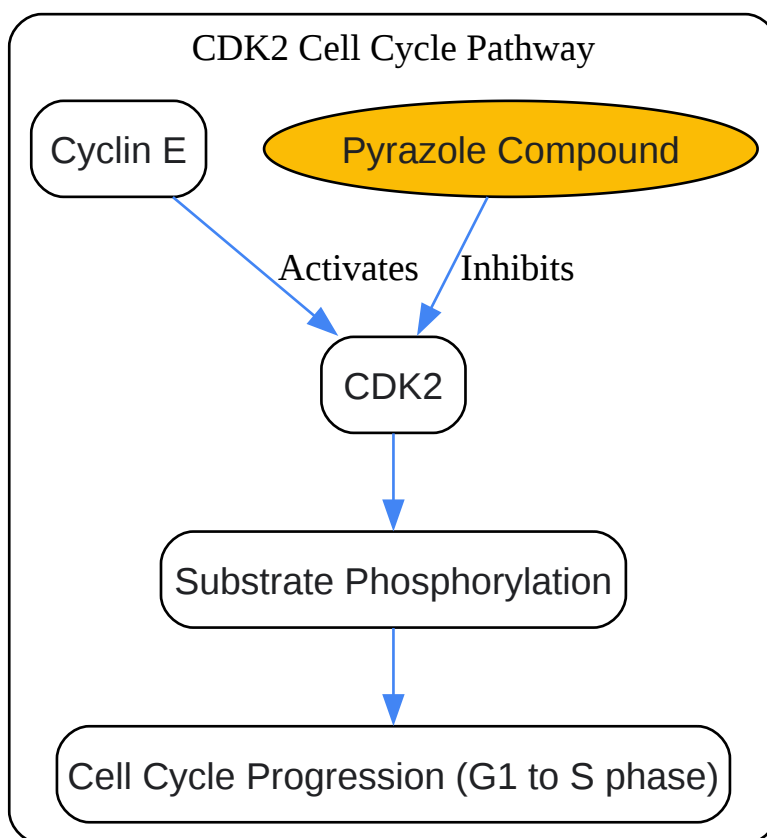 CDK2 Cell Cycle Pathway
Cyclin E
Pyrazole Compound
Activates
Inhibits
CDK2
Substrate Phosphorylation
Cell Cycle Progression (G1 to S phase)